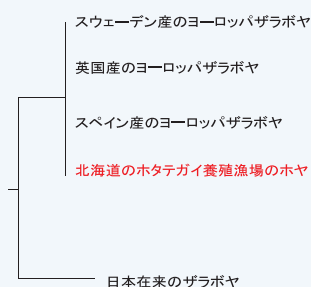 スウェーデン産のヨーロッパザラボヤ
英国産のヨーロッパザラボヤ
スペイン産のヨーロッパザラボヤ
北海道のホタテガイ養殖漁場のホヤ
日本在来のザラボヤ